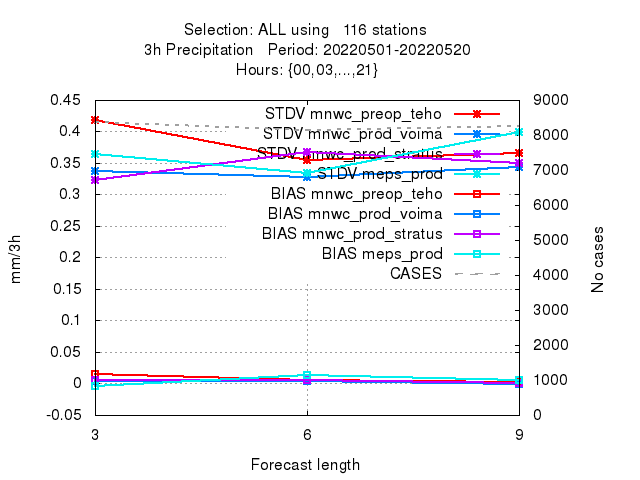 Selection: ALL using   116 stations
3h Precipitation   Period: 20220501-20220520
Hours: {00,03,...,21}
STDV mnwc_preop_teho
STDV mnwc_prod_voima
STDV mnwc_prod_status
STDV meps_prod
BIAS mnwc_preop_teho
BIAS mnwc_prod_voima
BIAS mnwc_prod_stratus
BIAS meps_prod
CASES
0.45
0.4
0.35
0.3
0.25
0.2
0.15
0.1
0.05
0
-0.05
mm/3h
9000
8000
7000
6000
5000
4000
3000
2000
1000
0
No cases
3
6
9
Forecast length